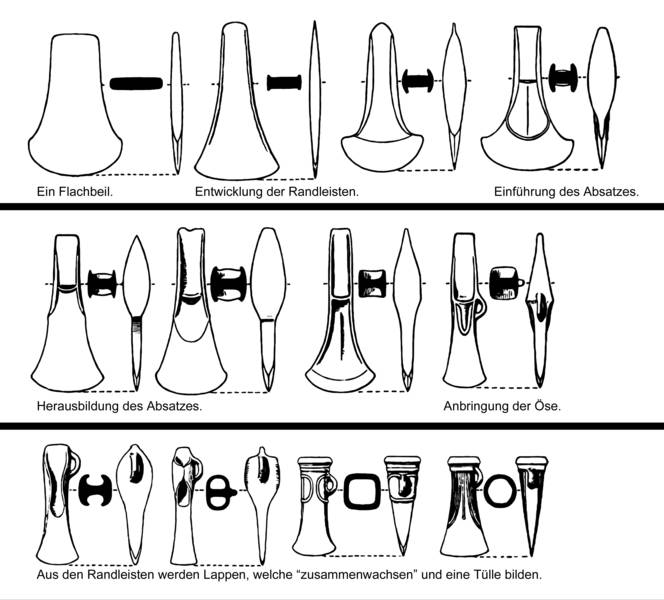 Ein Flachbeil.
Entwicklung der Randleisten.
Einführung des Absatzes.
Herausbildung des Absatzes.
Anbringung der Öse.
Aus den Randleisten werden Lappen, welche “zusammenwachsen” und eine Tülle bilden.